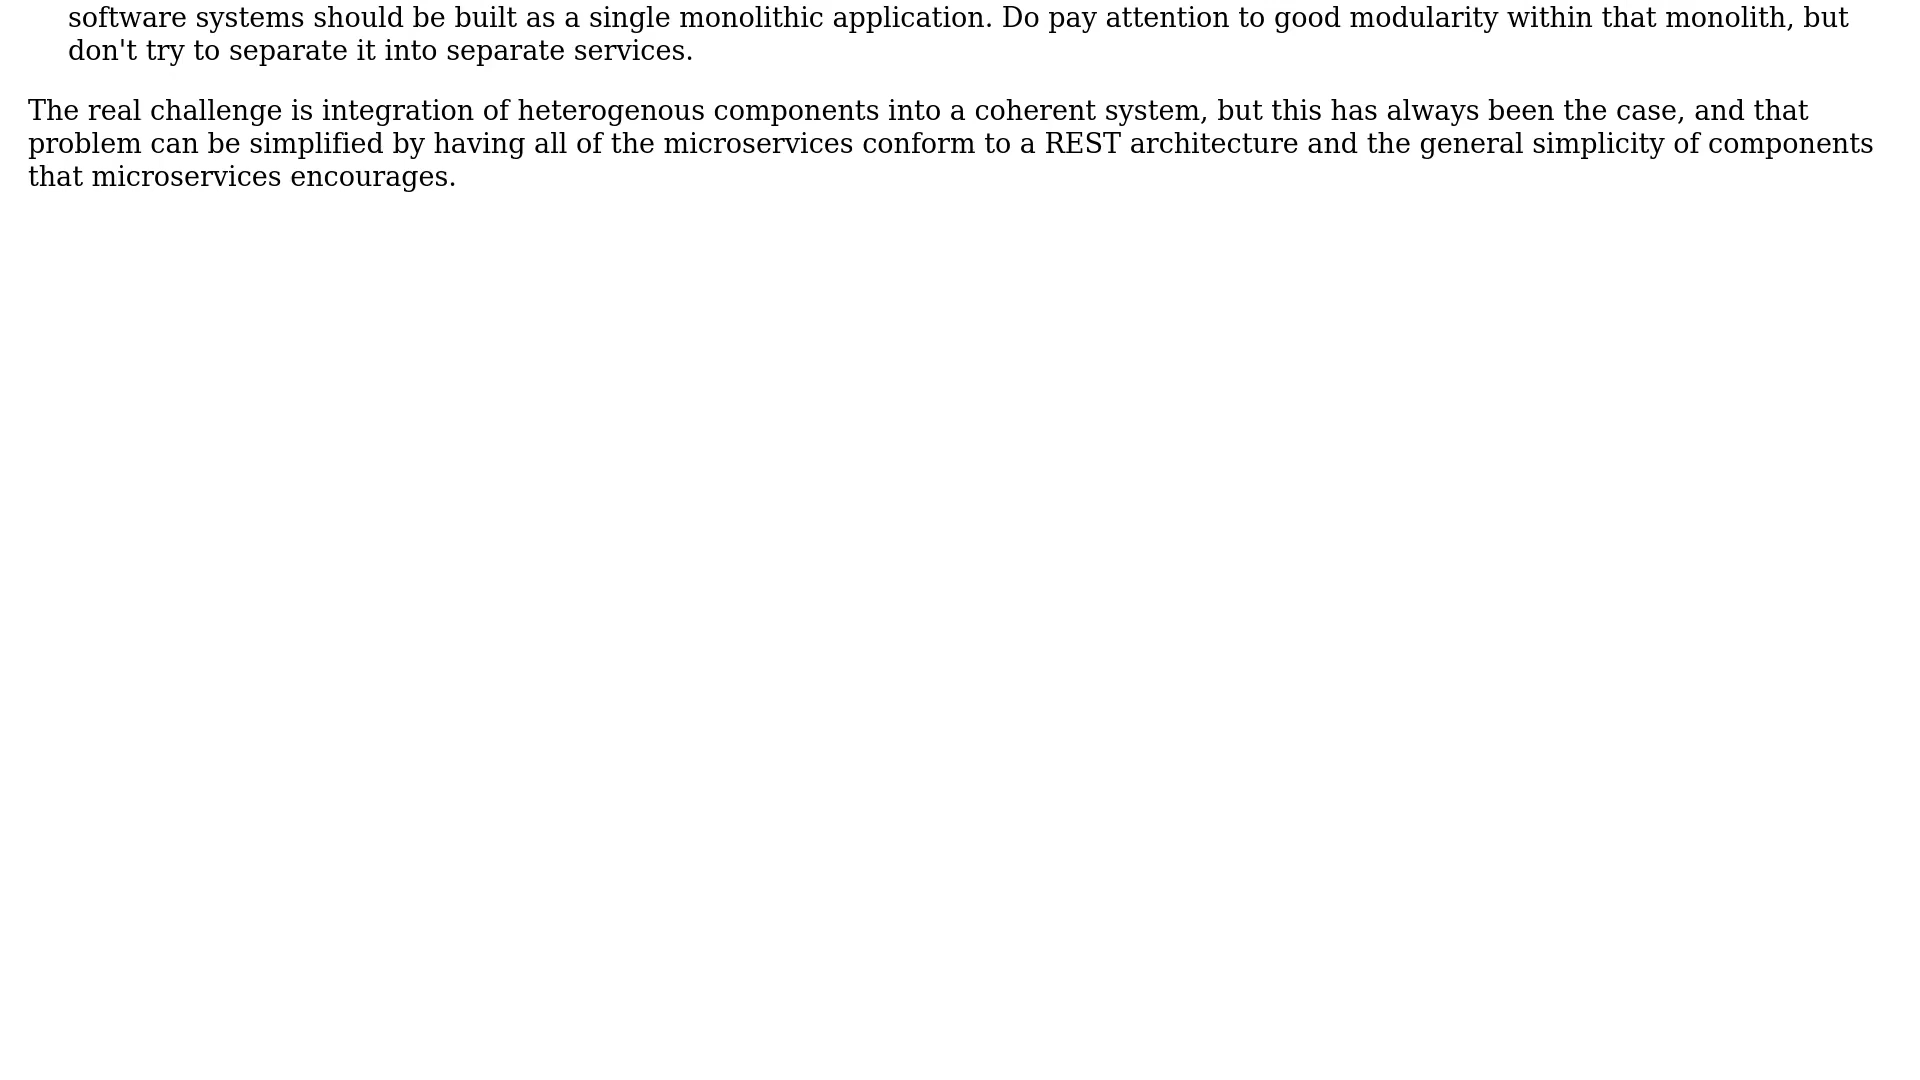 software systems should be built as a single monolithic application. Do pay attention to good modularity within that monolith, but
don't try to separate it into separate services.
The real challenge is integration of heterogenous components into a coherent system, but this has always been the case, and that
problem can be simplified by having all of the microservices conform to a REST architecture and the general simplicity of components
that microservices encourages.